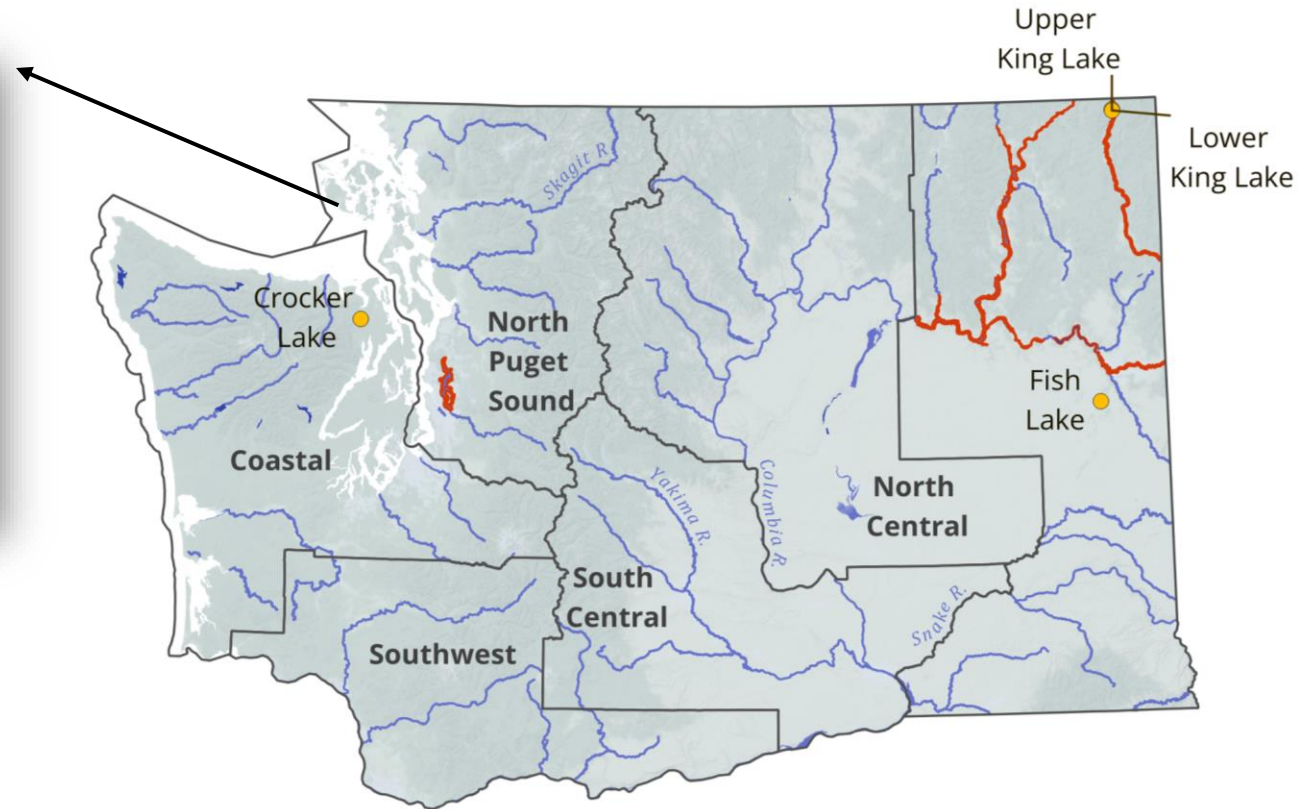 Upper
King Lake
Lower
King Lake
Skagit R.
Crocker
Lake
North
Puget
Sound
Fish
Lake
Coastal
Yakima R.
Columbia R.
North
Central
South
Central
Snake R.
Southwest